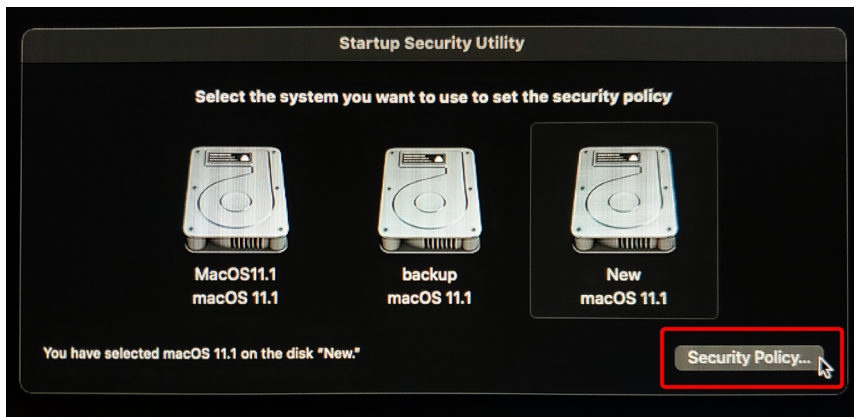 Startup Security Utility
Select the system you want to use to set the security policy
MacOS11.1
macOS 11.1
backup
macOS 11.1
New
macOS 11.1
You have selected macOS 11.1 on the disk "New."
Security Policy...